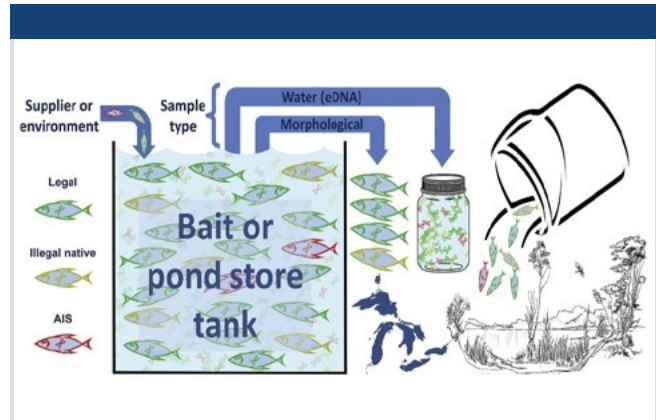 Supplier or
environment
Sample
type
Water (eDNA)
Morphological
Legal
Illegal native
AIS
Bait or
pond store
tank